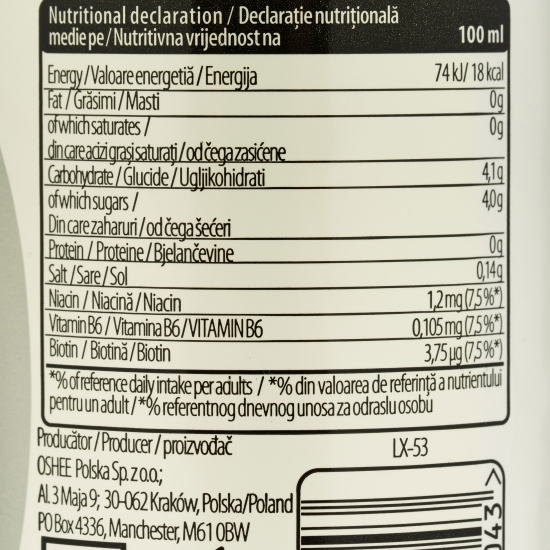 Nutritional declaration / Declarație nutrițională
medie pe / Nutritivna vrijednost na 100 ml
Energy / Valoare energetiă / Energija 74 kJ / 18 kcal
Fat / Grăsimi / Masti 0g
of which saturates / 0g
din care acizi grași saturați / od čega zasićene
Carbohydrate / Glucide / Ugljikohidrati 4,1g
of which sugars / 4,0g
Din care zaharuri / od čega šećeri
Protein / Proteine / Bjelančevine 0g
Salt / Sare / Sol 0,14g
Niacin / Niacină / Niacin 1,2 mg (7,5%*)
Vitamin B6 / Vitamina B6 / VITAMIN B6 0,105 mg (7,5%*)
Biotin / Biotină / Biotin 3,75 µg (7,5%*)
*% of reference daily intake per adults / *% din valoarea de referință a nutrientului
pentru un adult / *% referentnog dnevnog unosa za odraslu osobu
Producător / Producer / proizvođač LX-53
OSHEE Polska Sp. z o.o.;
Al. 3 Maja 9; 30-062 Kraków, Polska/Poland
PO Box 4336, Manchester, M61 0BW
043 >